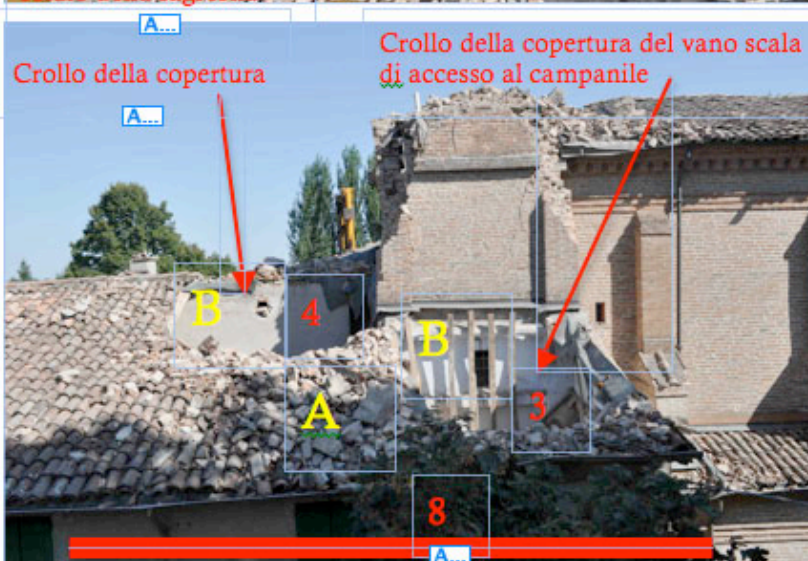 A...
Crollo della copertura del vano scala
di accesso al campanile
Crollo della copertura
A...
B
4
B
A
3
8
A...